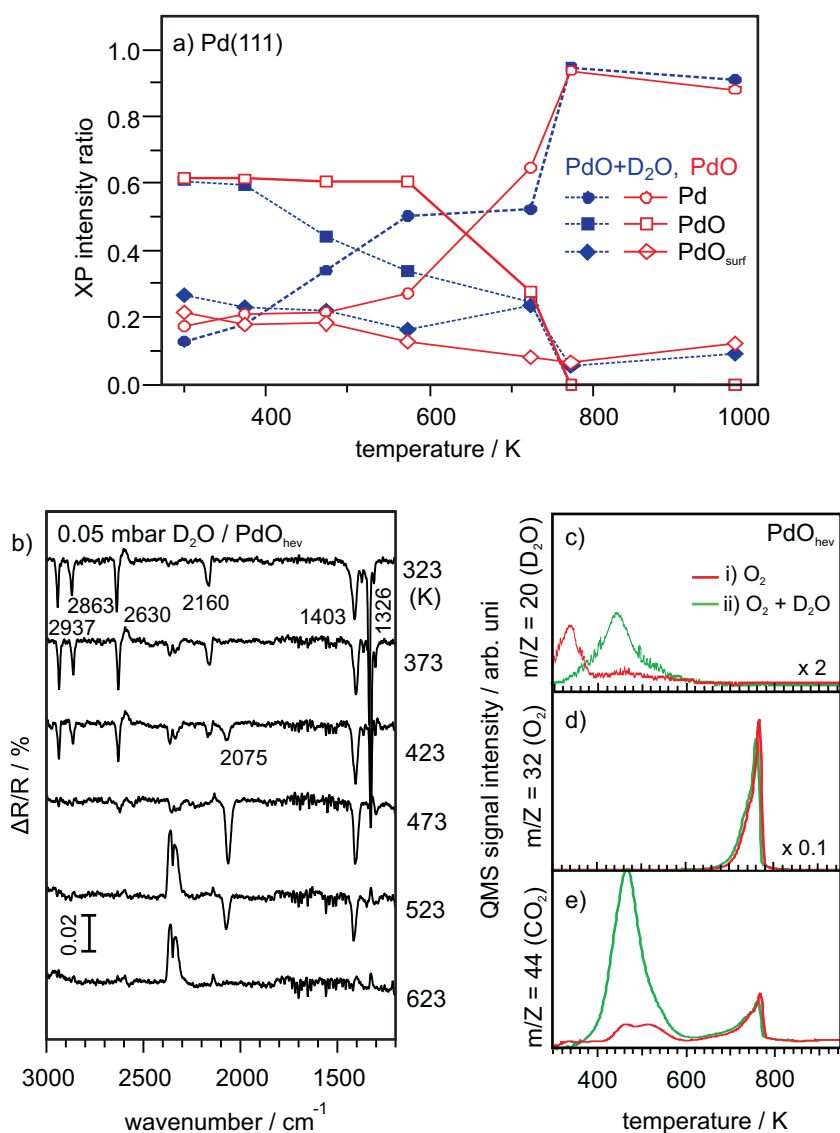 a) Pd(111)
1.0
0.8
0.6
0.4
0.2
0.0
XP intensity ratio
PdO+D₂O, PdO
Pd
PdO
PdO_surf
400
600
800
1000
temperature / K
b)
0.05 mbar D₂O / PdO_hev
323
(K)
2863
2160
1403
1326
2937
2630
373
2075
423
473
523
0.02
623
ΔR/R / %
3000
2500
2000
1500
wavenumber / cm⁻¹
c)
PdO_hev
i) O₂
ii) O₂ + D₂O
x 2
m/Z = 20 (D₂O)
d)
x 0.1
m/Z = 32 (O₂)
e)
m/Z = 44 (CO₂)
QMS signal intensity / arb. uni
400
600
800
temperature / K